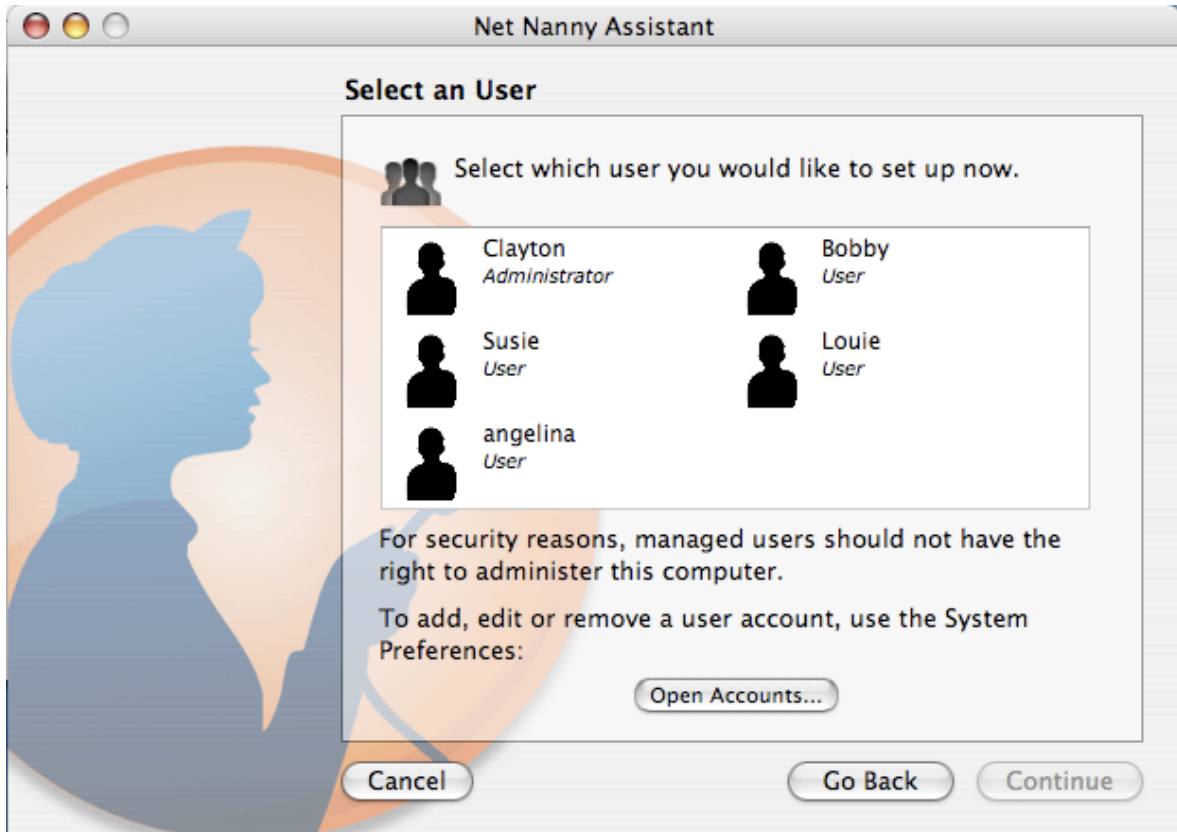 Net Nanny Assistant
Select an User
Select which user you would like to set up now.
Clayton
Administrator
Bobby
User
Susie
User
Louie
User
angelina
User
For security reasons, managed users should not have the
right to administer this computer.
To add, edit or remove a user account, use the System
Preferences:
Open Accounts...
Cancel
Go Back
Continue